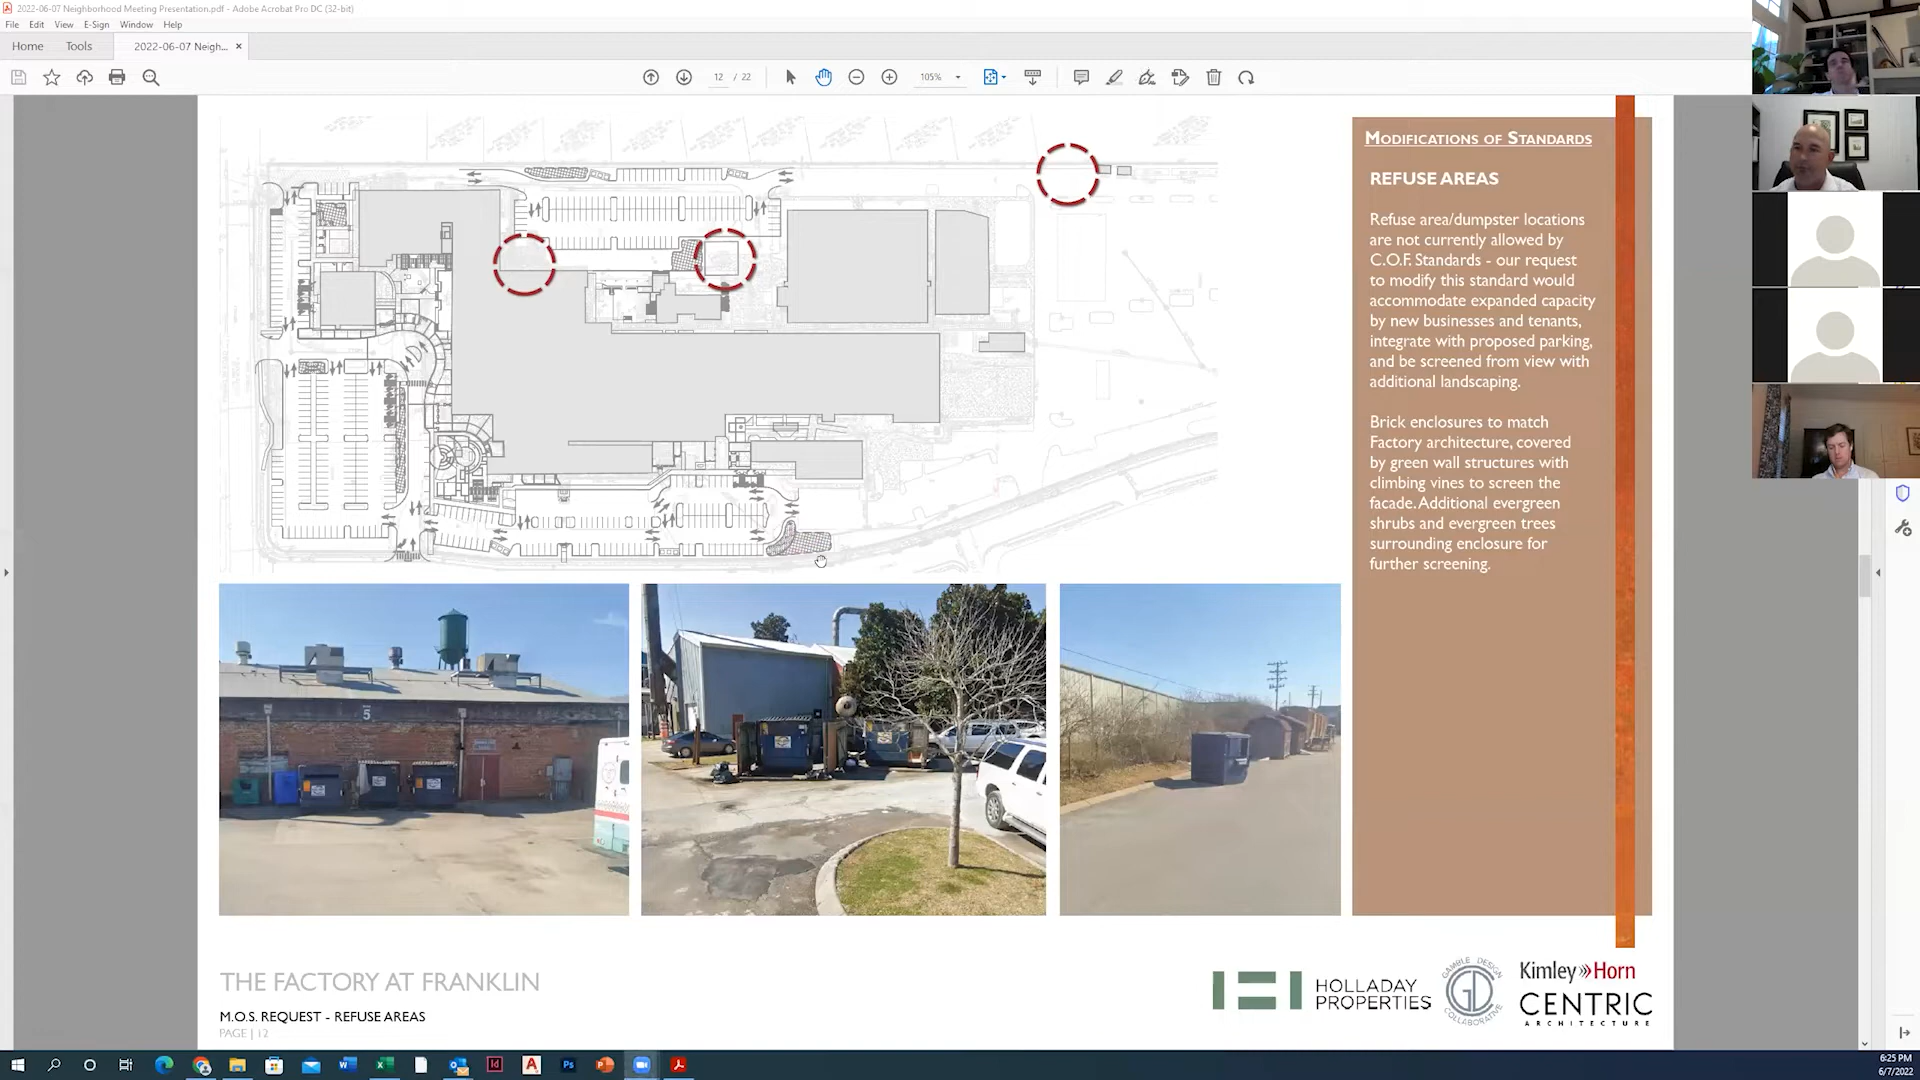 2022-06-07 Neighborhood Meeting Presentation.pdf - Adobe Acrobat Pro DC (32-bit)
File Edit View E-Sign Window Help
Home Tools 2022-06-07 Neigh... ×
12 / 22 105%
MODIFICATIONS OF STANDARDS
REFUSE AREAS
Refuse area/dumpster locations
are not currently allowed by
C.O.F. Standards - our request
to modify this standard would
accommodate expanded capacity
by new businesses and tenants,
integrate with proposed parking,
and be screened from view with
additional landscaping.
Brick enclosures to match
Factory architecture, covered
by green wall structures with
climbing vines to screen the
facade. Additional evergreen
shrubs and evergreen trees
surrounding enclosure for
further screening.
5
THE FACTORY AT FRANKLIN
M.O.S. REQUEST - REFUSE AREAS
PAGE | 12
HOLLADAY
PROPERTIES
GAMBLE DESIGN
COLLABORATIVE
Kimley»Horn
CENTRIC
ARCHITECTURE
6:25 PM
6/7/2022